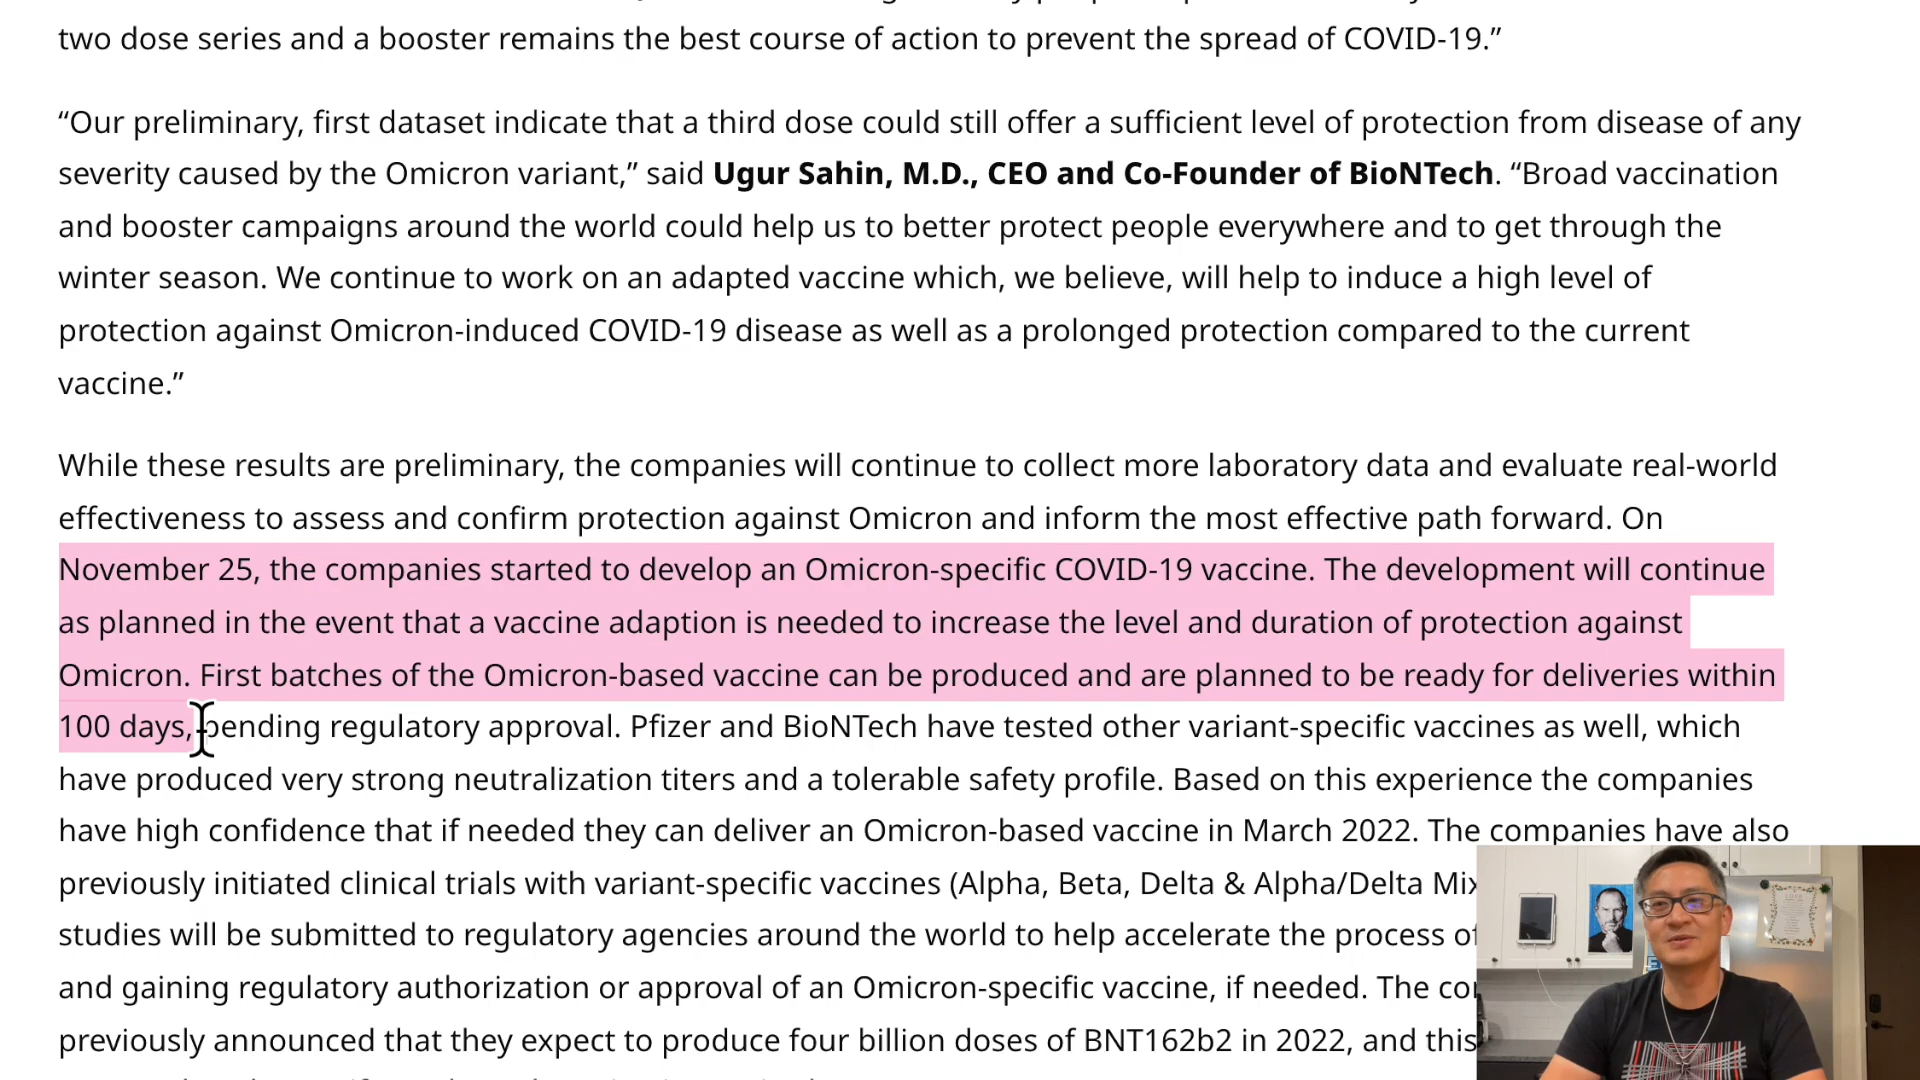 two dose series and a booster remains the best course of action to prevent the spread of COVID-19.”
“Our preliminary, first dataset indicate that a third dose could still offer a sufficient level of protection from disease of any
severity caused by the Omicron variant,” said Ugur Sahin, M.D., CEO and Co-Founder of BioNTech. “Broad vaccination
and booster campaigns around the world could help us to better protect people everywhere and to get through the
winter season. We continue to work on an adapted vaccine which, we believe, will help to induce a high level of
protection against Omicron-induced COVID-19 disease as well as a prolonged protection compared to the current
vaccine.”
While these results are preliminary, the companies will continue to collect more laboratory data and evaluate real-world
effectiveness to assess and confirm protection against Omicron and inform the most effective path forward. On
November 25, the companies started to develop an Omicron-specific COVID-19 vaccine. The development will continue
as planned in the event that a vaccine adaption is needed to increase the level and duration of protection against
Omicron. First batches of the Omicron-based vaccine can be produced and are planned to be ready for deliveries within
100 days, pending regulatory approval. Pfizer and BioNTech have tested other variant-specific vaccines as well, which
have produced very strong neutralization titers and a tolerable safety profile. Based on this experience the companies
have high confidence that if needed they can deliver an Omicron-based vaccine in March 2022. The companies have also
previously initiated clinical trials with variant-specific vaccines (Alpha, Beta, Delta & Alpha/Delta Mix
studies will be submitted to regulatory agencies around the world to help accelerate the process of
and gaining regulatory authorization or approval of an Omicron-specific vaccine, if needed. The
previously announced that they expect to produce four billion doses of BNT162b2 in 2022, and this